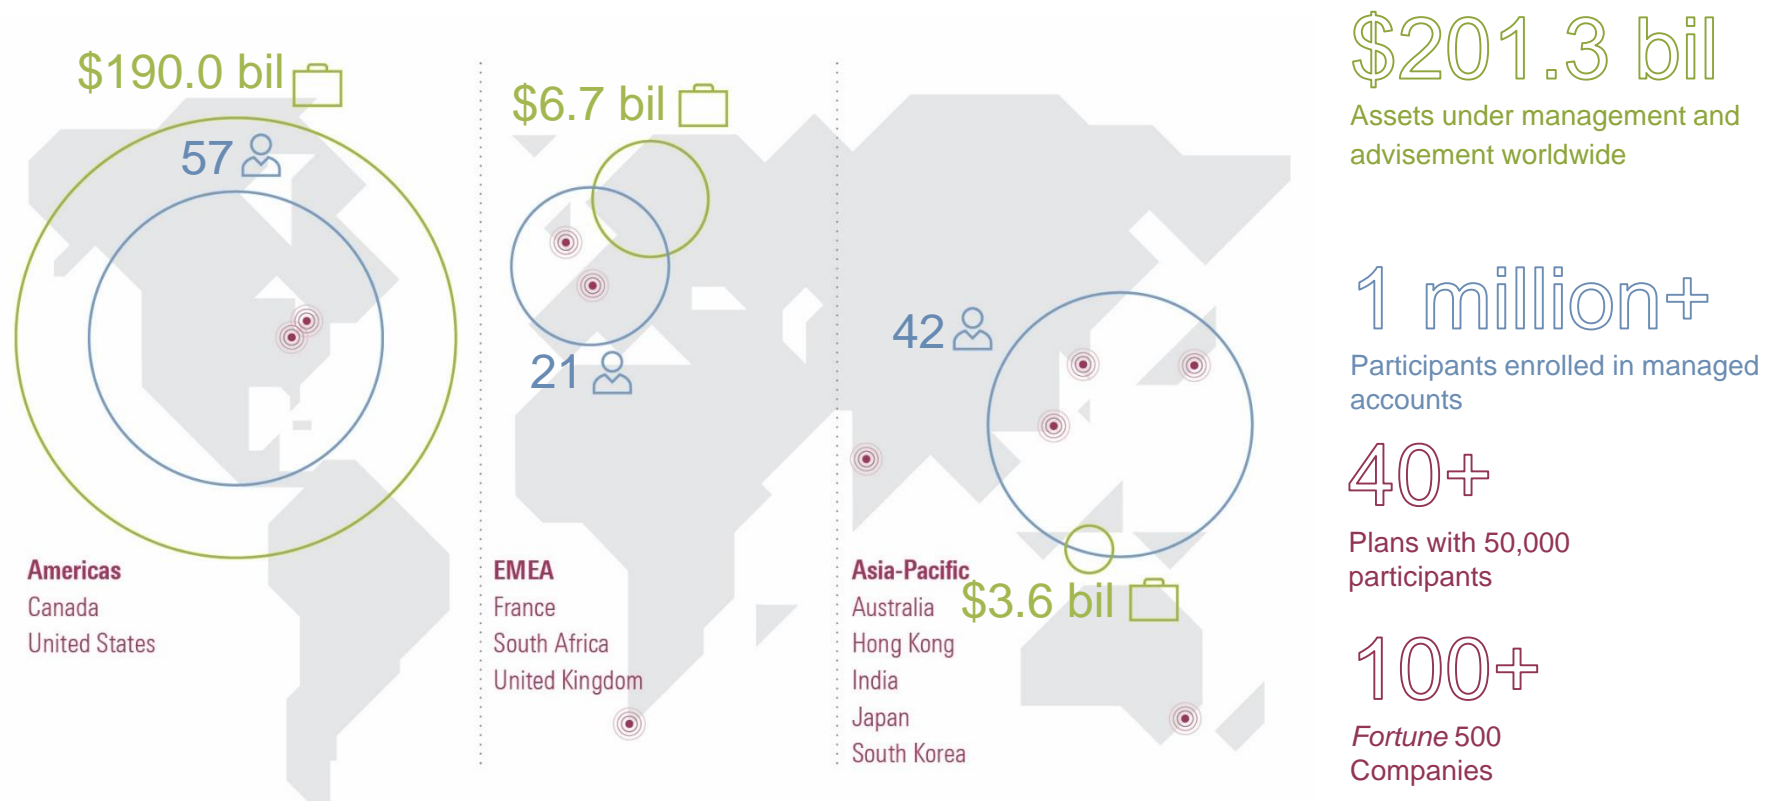 $190.0 bil
57
Americas
Canada
United States
$6.7 bil
21
EMEA
France
South Africa
United Kingdom
42
Asia-Pacific
$3.6 bil
Australia
Hong Kong
India
Japan
South Korea
$201.3 bil
Assets under management and
advisement worldwide
1 million+
Participants enrolled in managed
accounts
40+
Plans with 50,000
participants
100+
Fortune 500
Companies